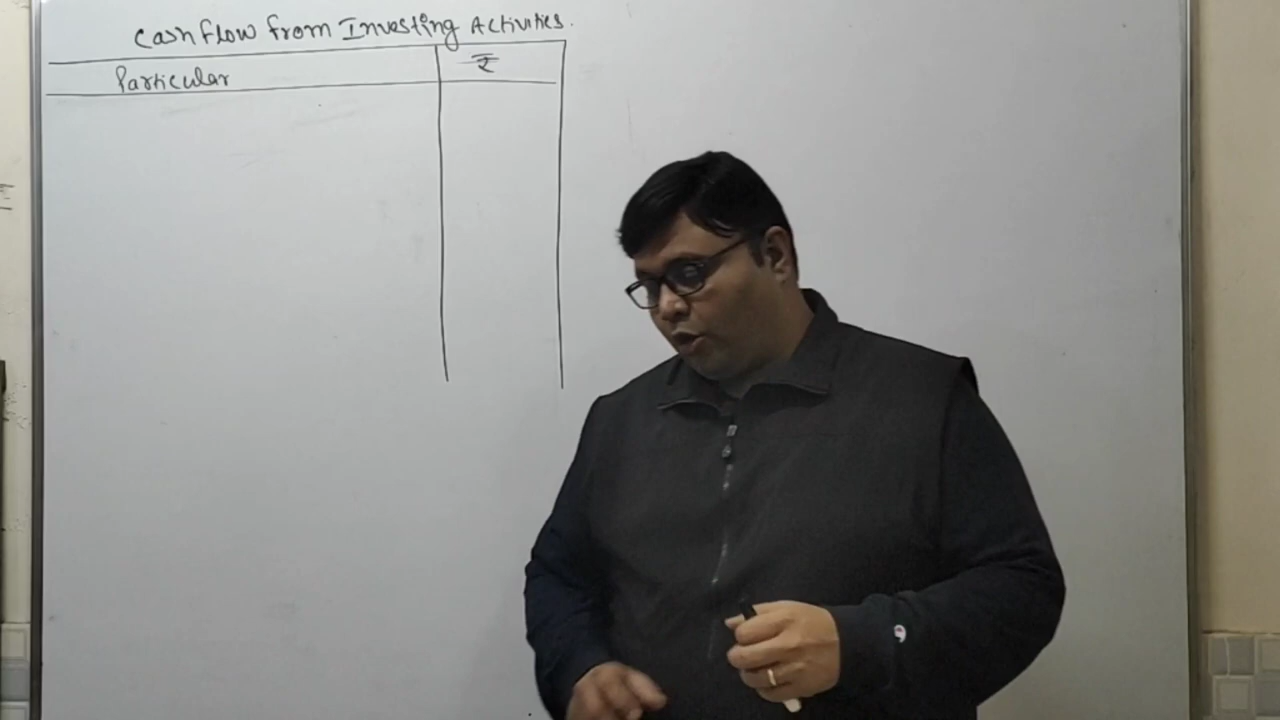 Cash flow from Investing Activities.
Particular ₹